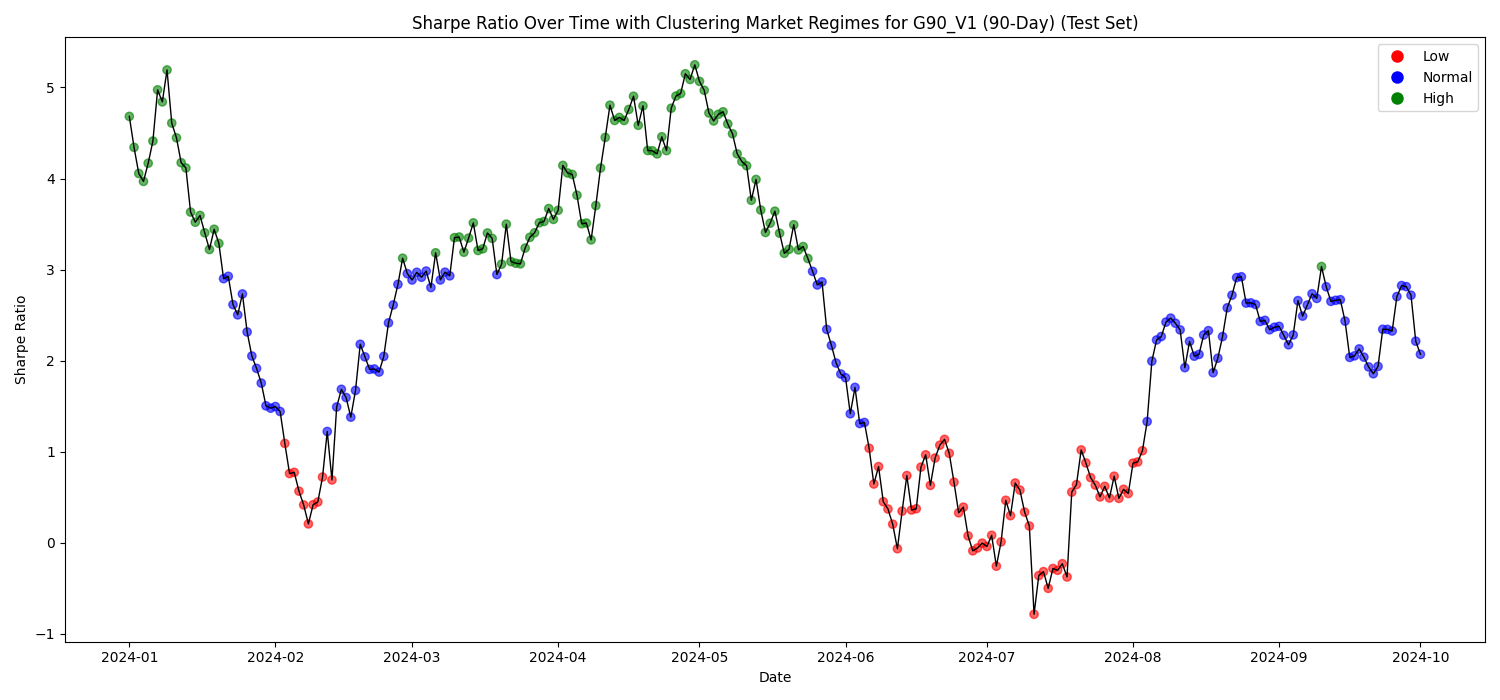 Sharpe Ratio Over Time with Clustering Market Regimes for G90_V1 (90-Day) (Test Set)
Low
Normal
High
Sharpe Ratio
5
4
3
2
1
0
−1
2024-01 2024-02 2024-03 2024-04 2024-05 2024-06 2024-07 2024-08 2024-09 2024-10
Date